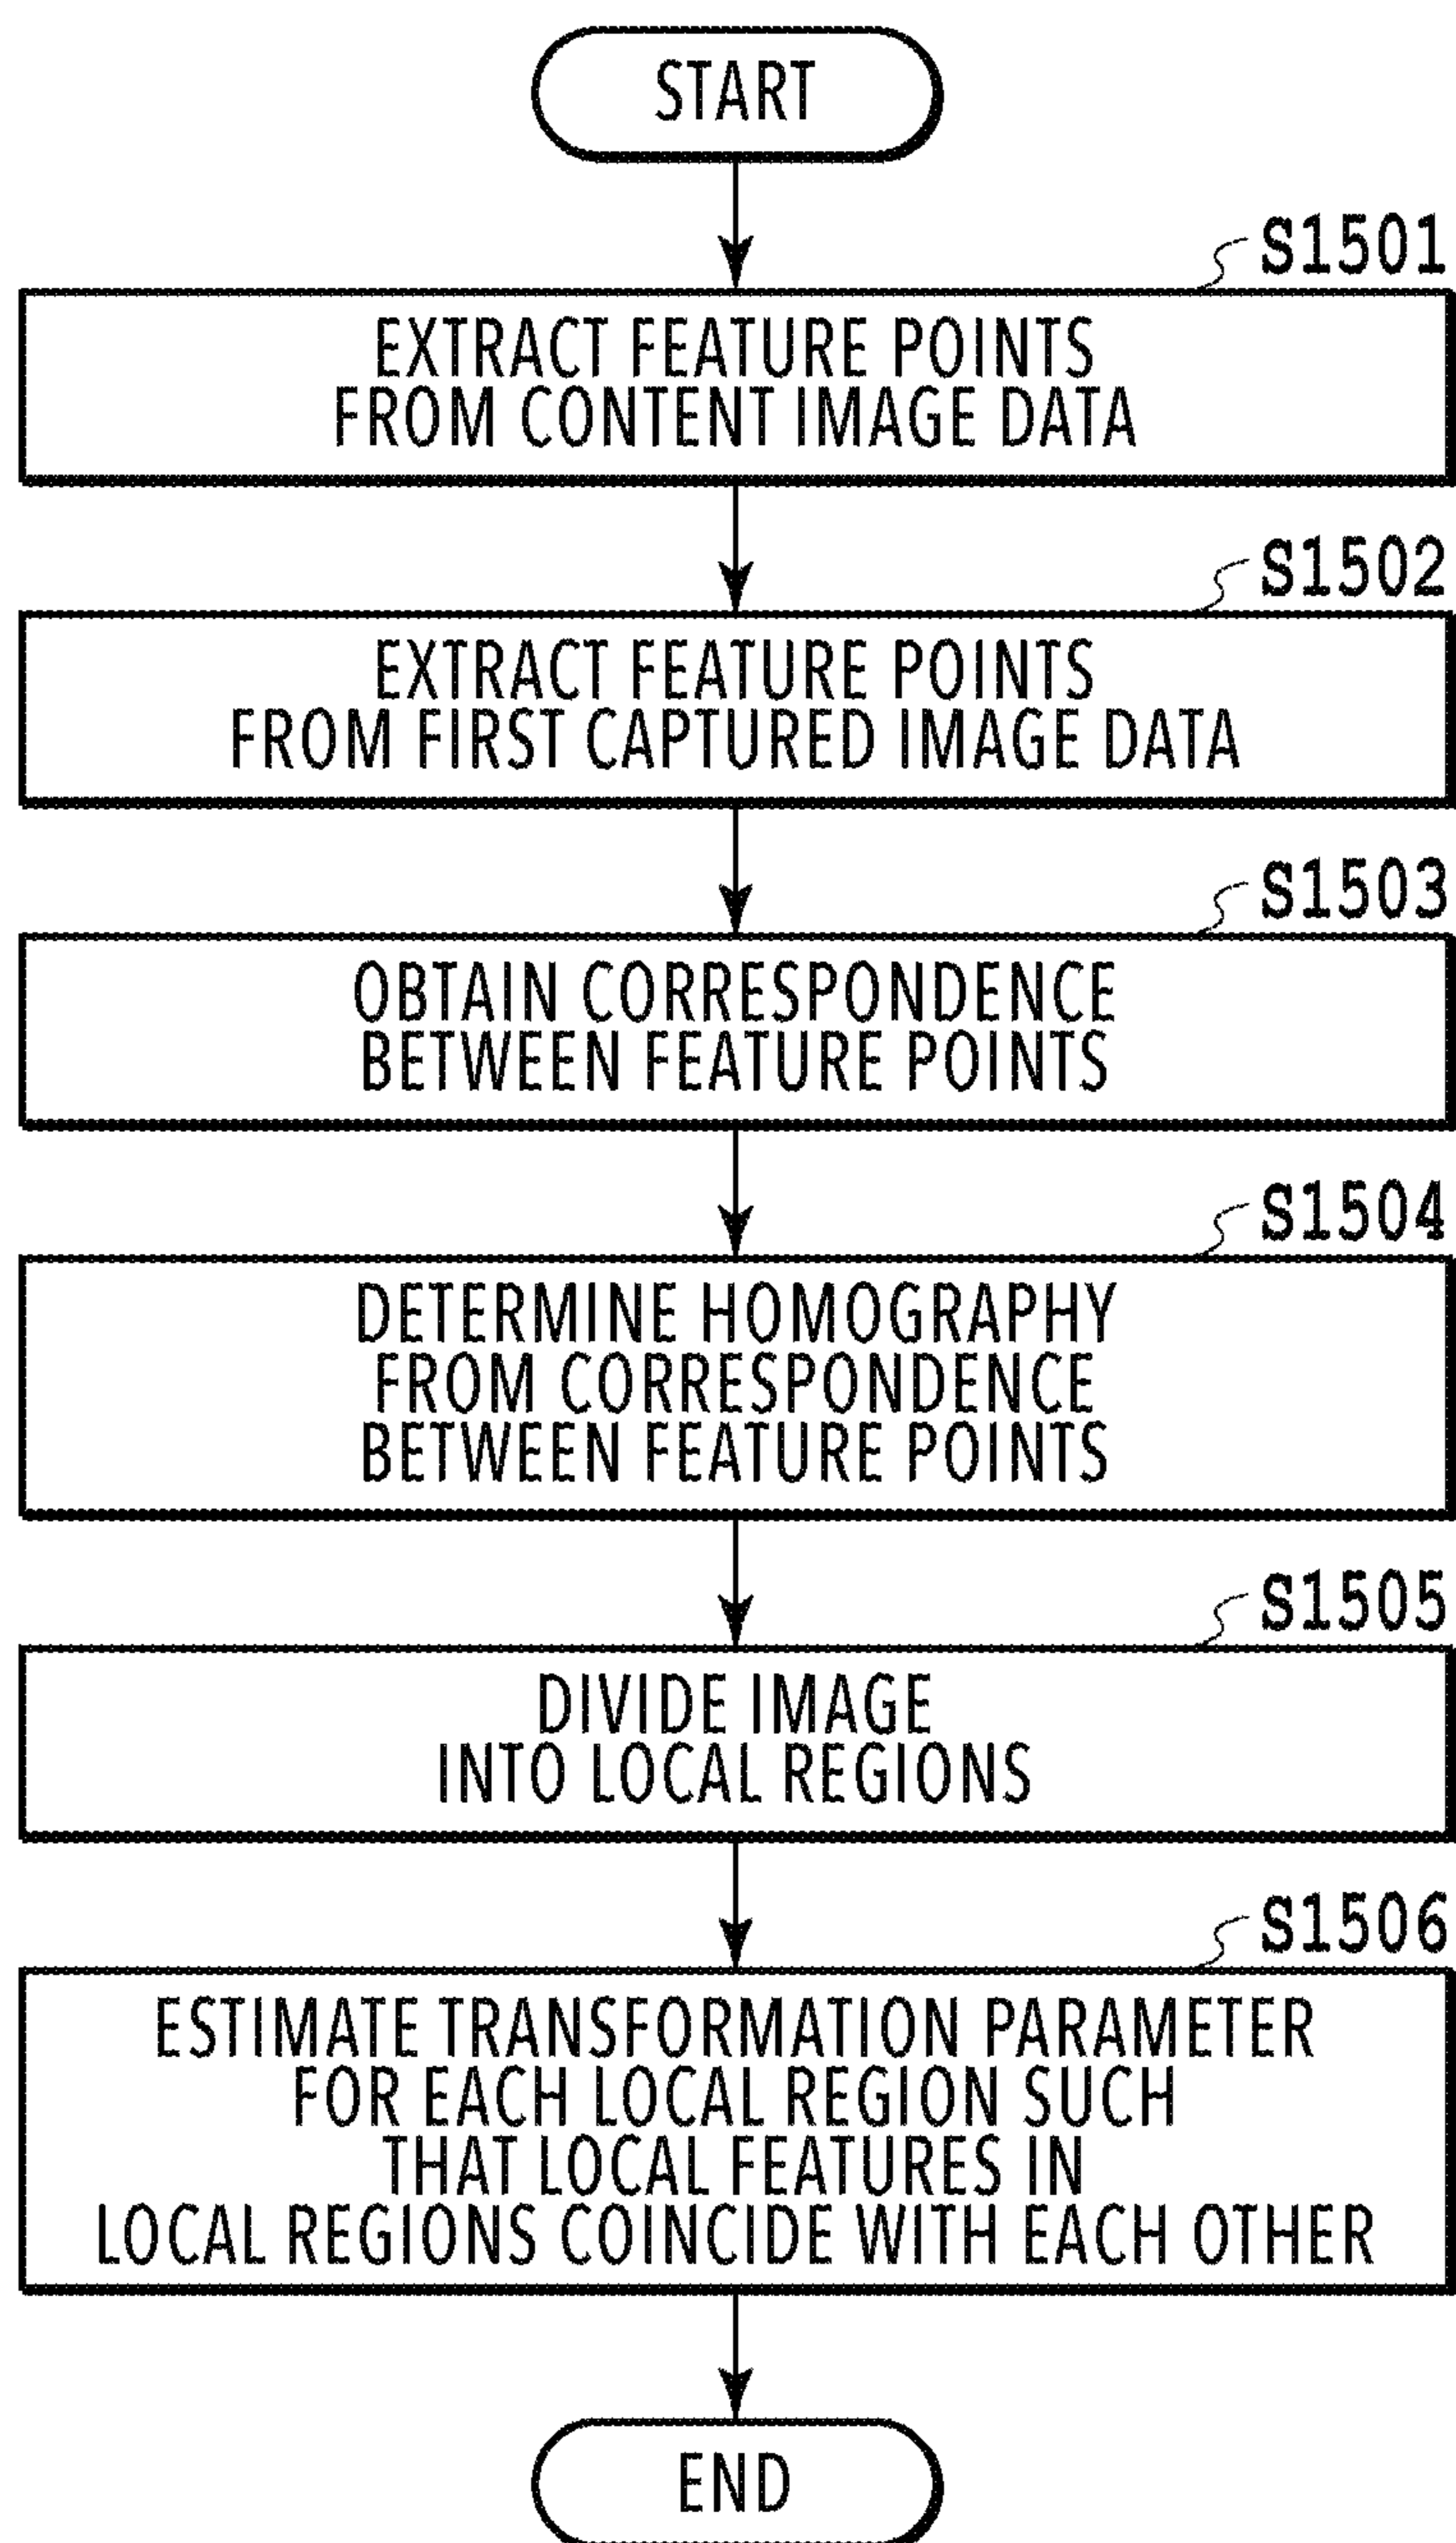 START
S1501
EXTRACT FEATURE POINTS
FROM CONTENT IMAGE DATA
S1502
EXTRACT FEATURE POINTS
FROM FIRST CAPTURED IMAGE DATA
S1503
OBTAIN CORRESPONDENCE
BETWEEN FEATURE POINTS
S1504
DETERMINE HOMOGRAPHY
FROM CORRESPONDENCE
BETWEEN FEATURE POINTS
S1505
DIVIDE IMAGE
INTO LOCAL REGIONS
S1506
ESTIMATE TRANSFORMATION PARAMETER
FOR EACH LOCAL REGION SUCH
THAT LOCAL FEATURES IN
LOCAL REGIONS COINCIDE WITH EACH OTHER
END